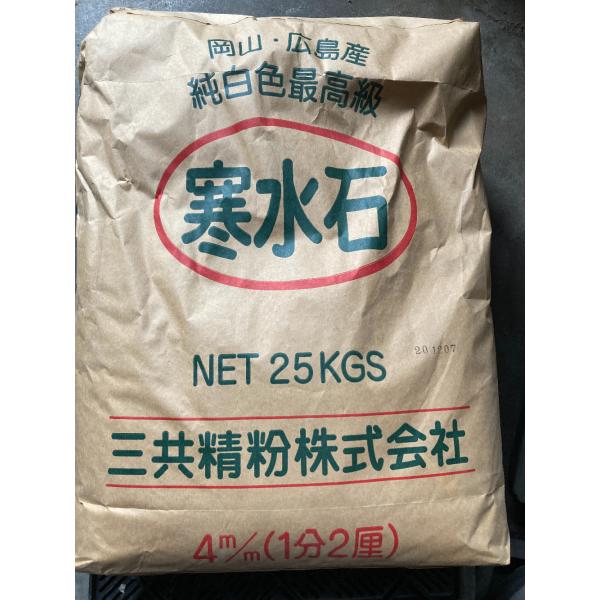 岡山・広島産
純白色最高級
寒水石
NET 25KGS
201207
三共精粉株式会社
4m/m(1分2厘)